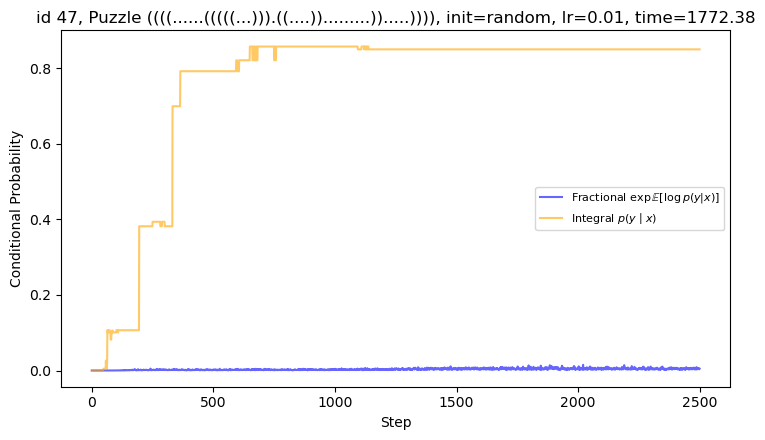 id 47, Puzzle ((((......(((((...))).((....)).........)).....)))), init=random, lr=0.01, time=1772.38
Conditional Probability
0.8
0.6
0.4
0.2
0.0
Fractional exp𝔼[log p(y|x)]
Integral p(y | x)
0 500 1000 1500 2000 2500
Step